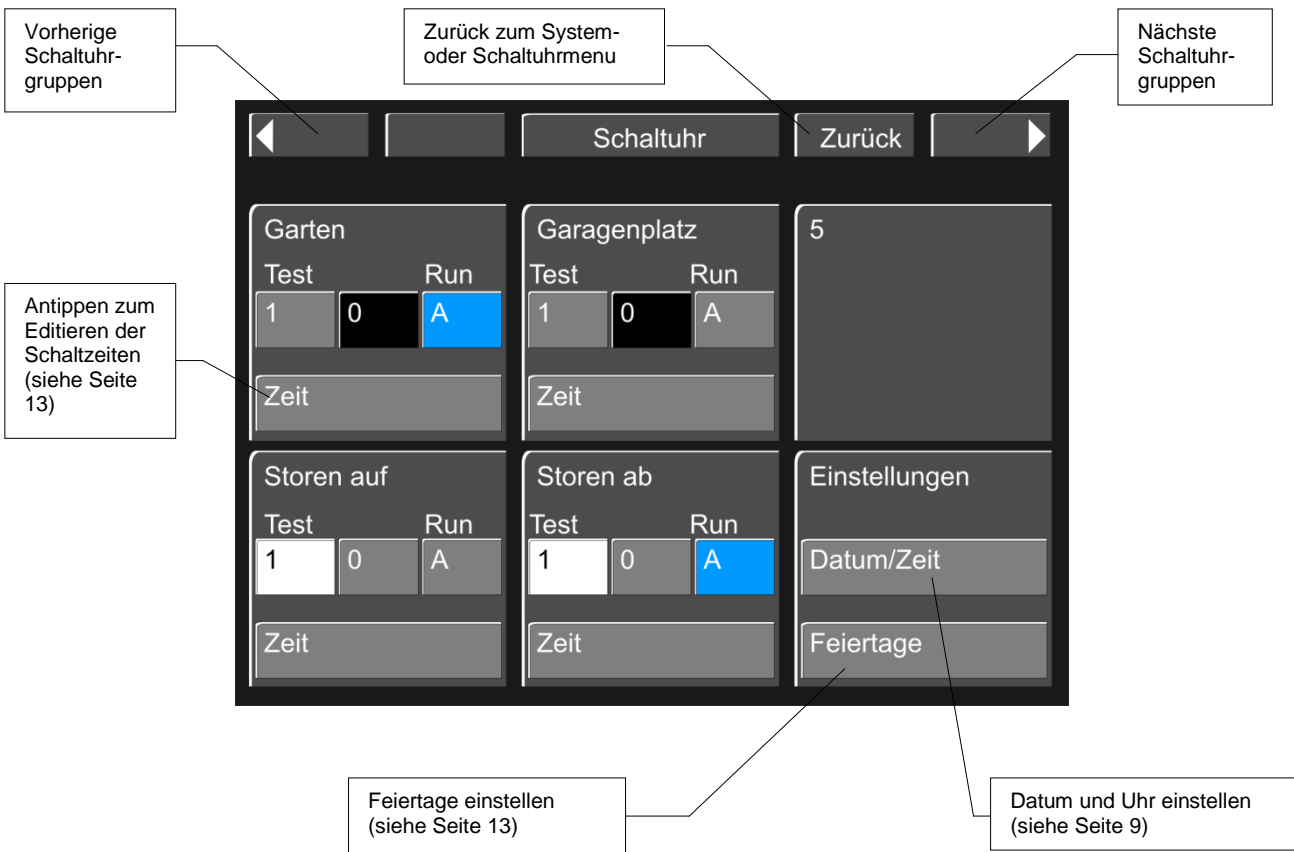 Vorherige
Schaltuhr-
gruppen
Zurück zum System-
oder Schaltuhrmenu
Nächste
Schaltuhr-
gruppen
Schaltuhr
Zurück
Garten
Test Run
1 0 A
Zeit
Garagenplatz
Test Run
1 0 A
Zeit
5
Antippen zum
Editieren der
Schaltzeiten
(siehe Seite
13)
Storen auf
Test Run
1 0 A
Zeit
Storen ab
Test Run
1 0 A
Zeit
Einstellungen
Datum/Zeit
Feiertage
Feiertage einstellen
(siehe Seite 13)
Datum und Uhr einstellen
(siehe Seite 9)